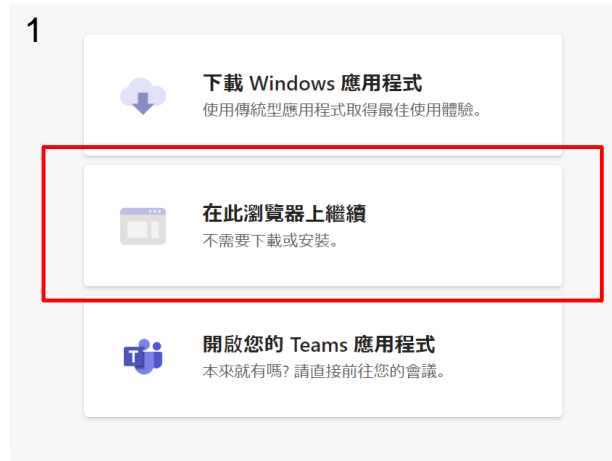 1
下載 Windows 應用程式
使用傳統型應用程式取得最佳使用體驗。
在此瀏覽器上繼續
不需要下載或安裝。
開啟您的 Teams 應用程式
本來就有嗎? 請直接前往您的會議。